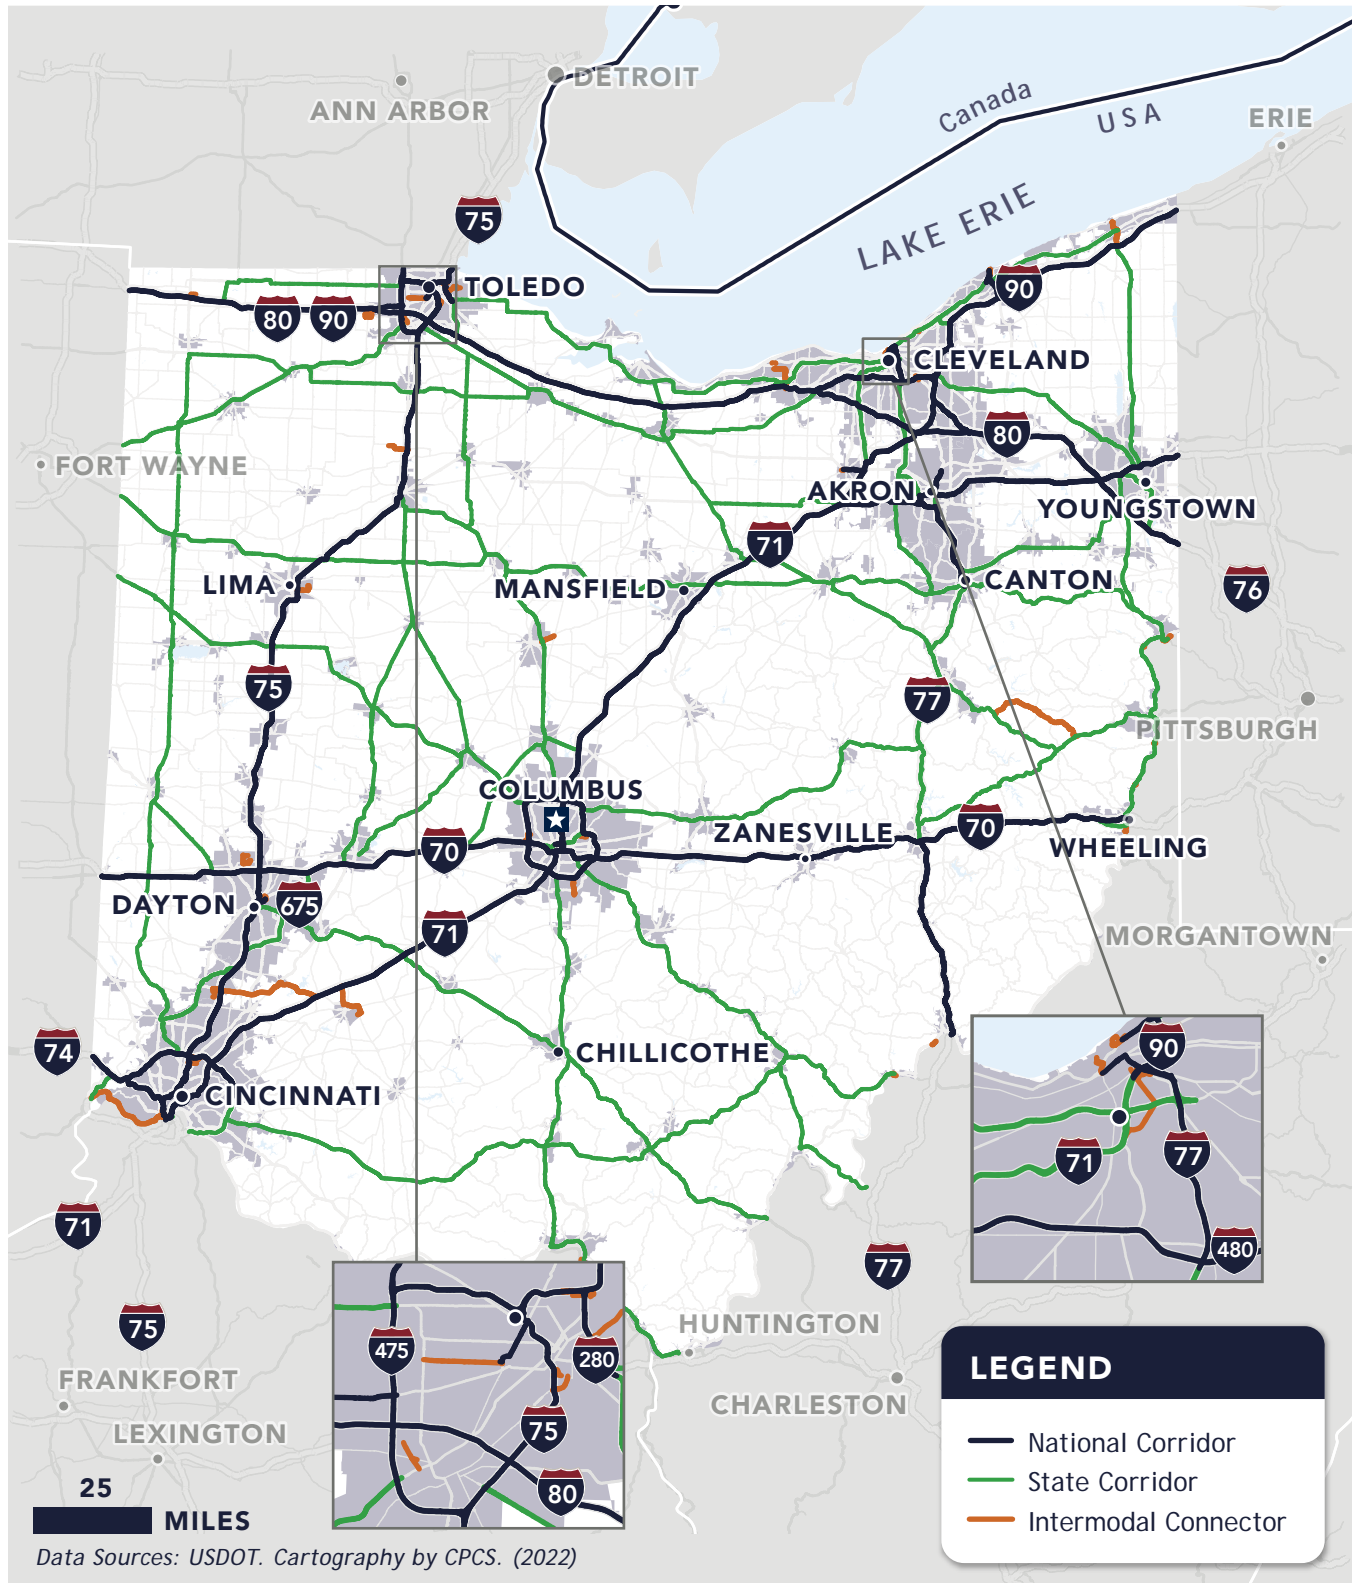 DETROIT
ANN ARBOR
Canada
USA
ERIE
75
LAKE ERIE
TOLEDO
90
80
90
CLEVELAND
80
FORT WAYNE
AKRON
YOUNGSTOWN
71
LIMA
MANSFIELD
CANTON
76
75
77
PITTSBURGH
COLUMBUS
70
ZANESVILLE
70
WHEELING
DAYTON
675
71
MORGANTOWN
74
CHILLICOTHE
CINCINNATI
90
71
77
71
480
77
75
HUNTINGTON
475
280
FRANKFORT
CHARLESTON
LEXINGTON
75
80
LEGEND
National Corridor
State Corridor
Intermodal Connector
25
MILES
Data Sources: USDOT. Cartography by CPCS. (2022)